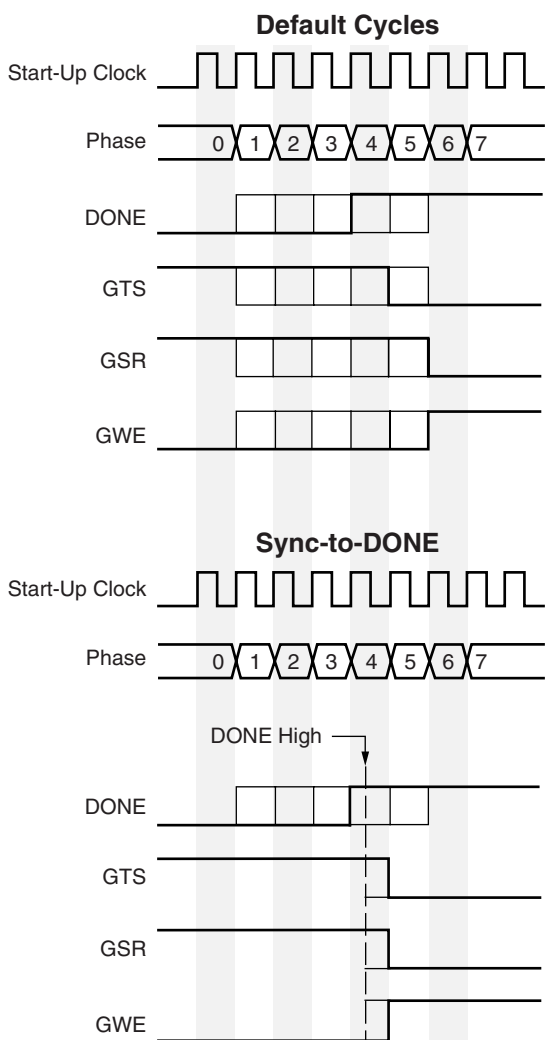 Default Cycles
Start-Up Clock
Phase 0 1 2 3 4 5 6 7
DONE
GTS
GSR
GWE
Sync-to-DONE
Start-Up Clock
Phase 0 1 2 3 4 5 6 7
DONE High
DONE
GTS
GSR
GWE